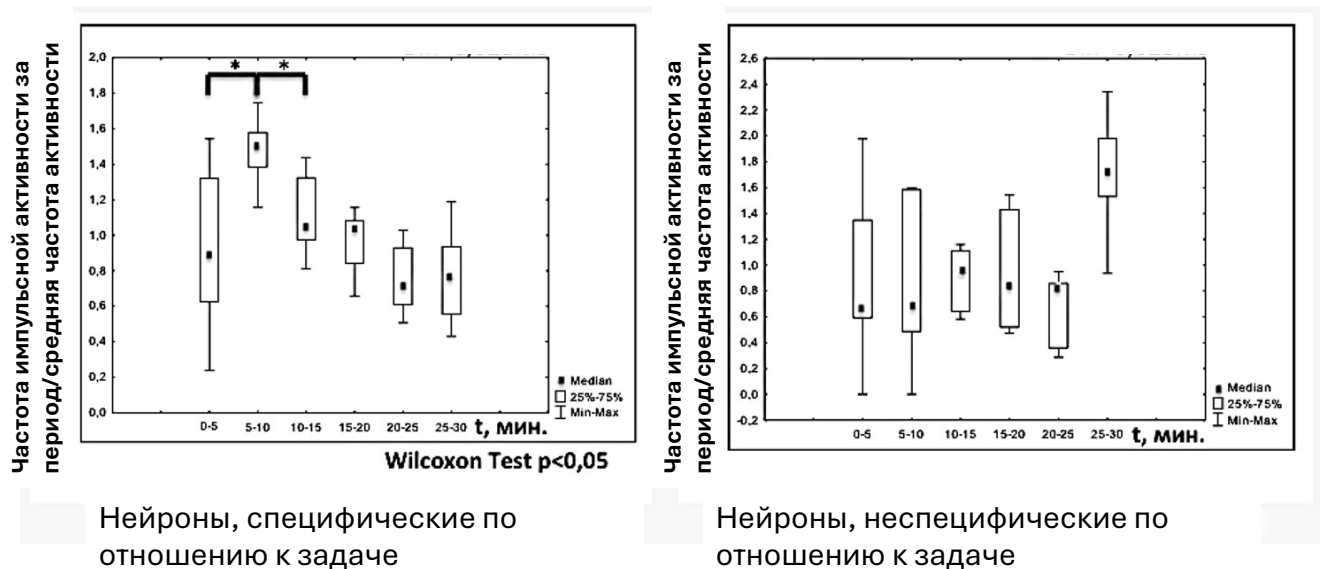 Частота импульсной активности за
период/средняя частота активности
2,0
1,8
1,6
1,4
1,2
1,0
0,8
0,6
0,4
0,2
0,0
* *
0-5 5-10 10-15 15-20 20-25 25-30 t, мин.
Median
25%-75%
Min-Max
Wilcoxon Test p<0,05
Нейроны, специфические по
отношению к задаче
Частота импульсной активности за
период/средняя частота активности
2,6
2,4
2,2
2,0
1,8
1,6
1,4
1,2
1,0
0,8
0,6
0,4
0,2
0,0
-0,2
0-5 5-10 10-15 15-20 20-25 25-30 t, мин.
Median
25%-75%
Min-Max
Нейроны, неспецифические по
отношению к задаче